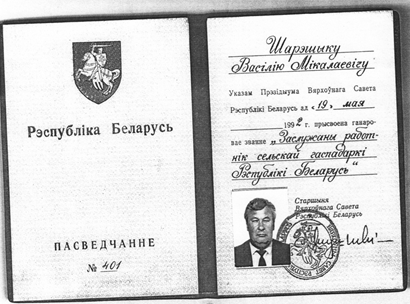 Рэспубліка Беларусь
ПАСВЕДЧАННЕ
№ 401
Шарэшыку
Васілію Мікалаевічу
Указам Прэзідыума Вярхоўнага Савета
Рэспублікі Беларусь ад «19» мая
1992 г. прысвоена ганаро-
вае званне "Заслужаны работ-
нік сельскай гаспадаркі
Рэспублікі Беларусь"
Старшыня
Вярхоўнага Савета
Рэспублікі Беларусь